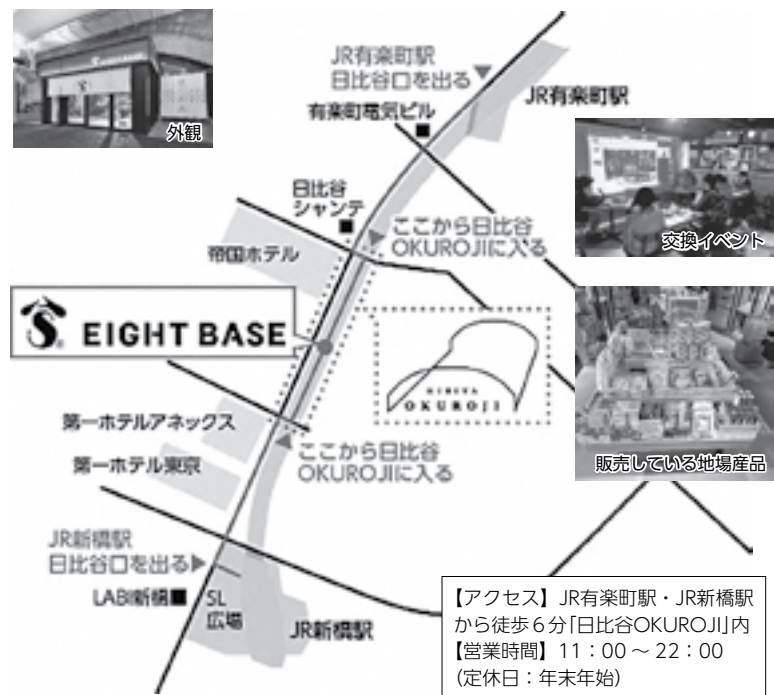 外観
JR有楽町駅
日比谷口を出る▼
JR有楽町駅
有楽町電気ビル
交換イベント
日比谷
シャンテ
ここから日比谷
OKUROJIに入る
帝国ホテル
EIGHT BASE
HIBIYA
OKUROJI
第一ホテルアネックス
ここから日比谷
OKUROJIに入る
第一ホテル東京
販売している地場産品
JR新橋駅
日比谷口を出る▶
LABI新橋■
SL
広場
JR新橋駅
【アクセス】JR有楽町駅・JR新橋駅
から徒歩6分「日比谷OKUROJI」内
【営業時間】11:00~22:00
(定休日:年末年始)